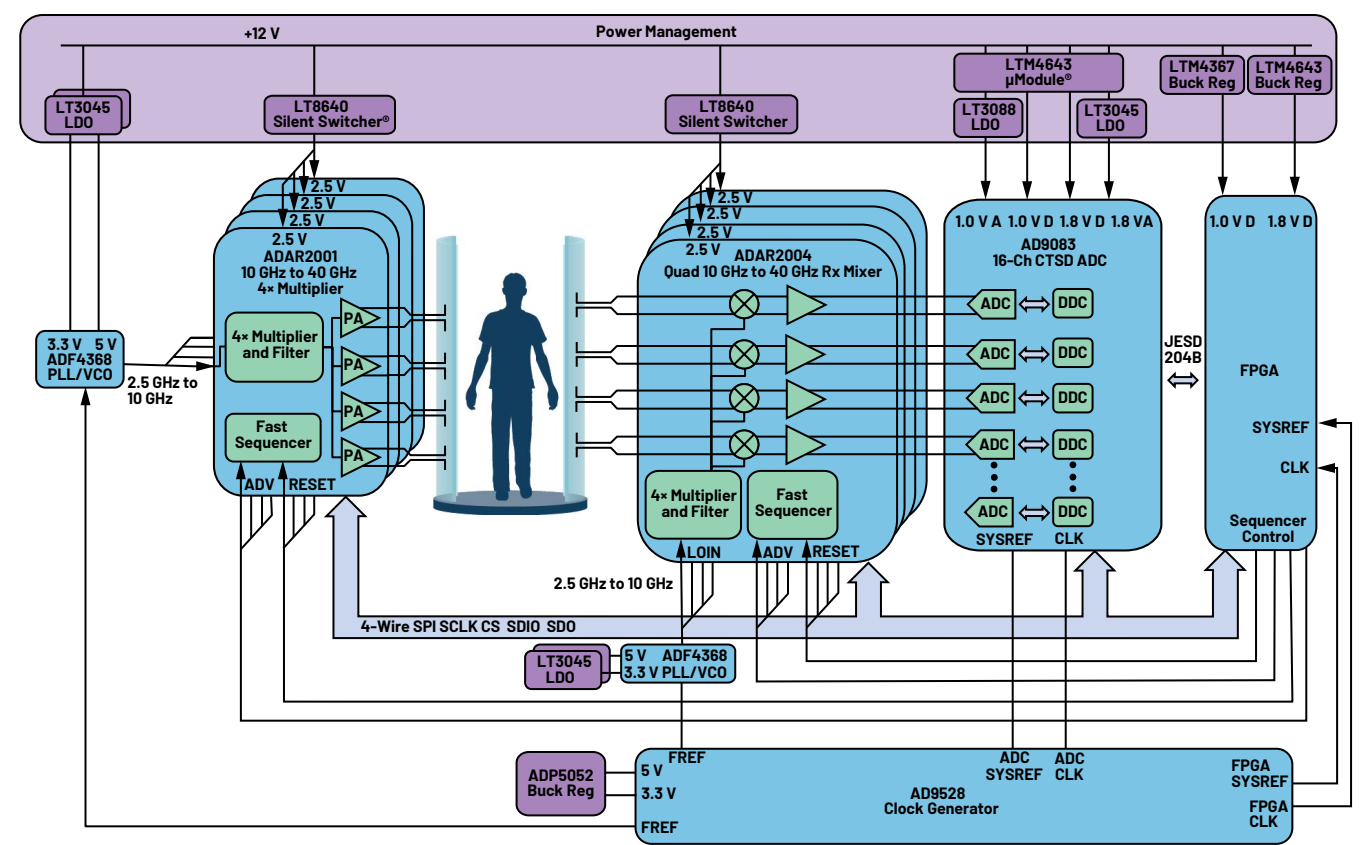 +12 V
Power Management
LT3045
LDO
LT8640
Silent Switcher®
LT8640
Silent Switcher
LTM4643
µModule®
LT3088
LDO
LT3045
LDO
LTM4367
Buck Reg
LTM4643
Buck Reg
2.5 V
2.5 V
2.5 V
2.5 V
ADAR2001
10 GHz to 40 GHz
4× Multiplier
4× Multiplier
and Filter
PA
PA
PA
PA
Fast
Sequencer
ADV RESET
3.3 V 5 V
ADF4368
PLL/VCO
2.5 GHz to
10 GHz
2.5 V
2.5 V
2.5 V
2.5 V
ADAR2004
Quad 10 GHz to 40 GHz Rx Mixer
4× Multiplier
and Filter
Fast
Sequencer
LOIN ADV RESET
2.5 GHz to 10 GHz
1.0 V A 1.0 V D 1.8 V D 1.8 VA
AD9083
16-Ch CTSD ADC
ADC DDC
ADC DDC
ADC DDC
ADC DDC
ADC DDC
SYSREF CLK
JESD
204B
1.0 V D 1.8 V D
FPGA
SYSREF
CLK
Sequencer
Control
4-Wire SPI SCLK CS SDIO SDO
LT3045
LDO
5 V ADF4368
3.3 V PLL/VCO
ADP5052
Buck Reg
FREF
5 V
3.3 V
FREF
AD9528
Clock Generator
ADC
SYSREF
ADC
CLK
FPGA
SYSREF
FPGA
CLK